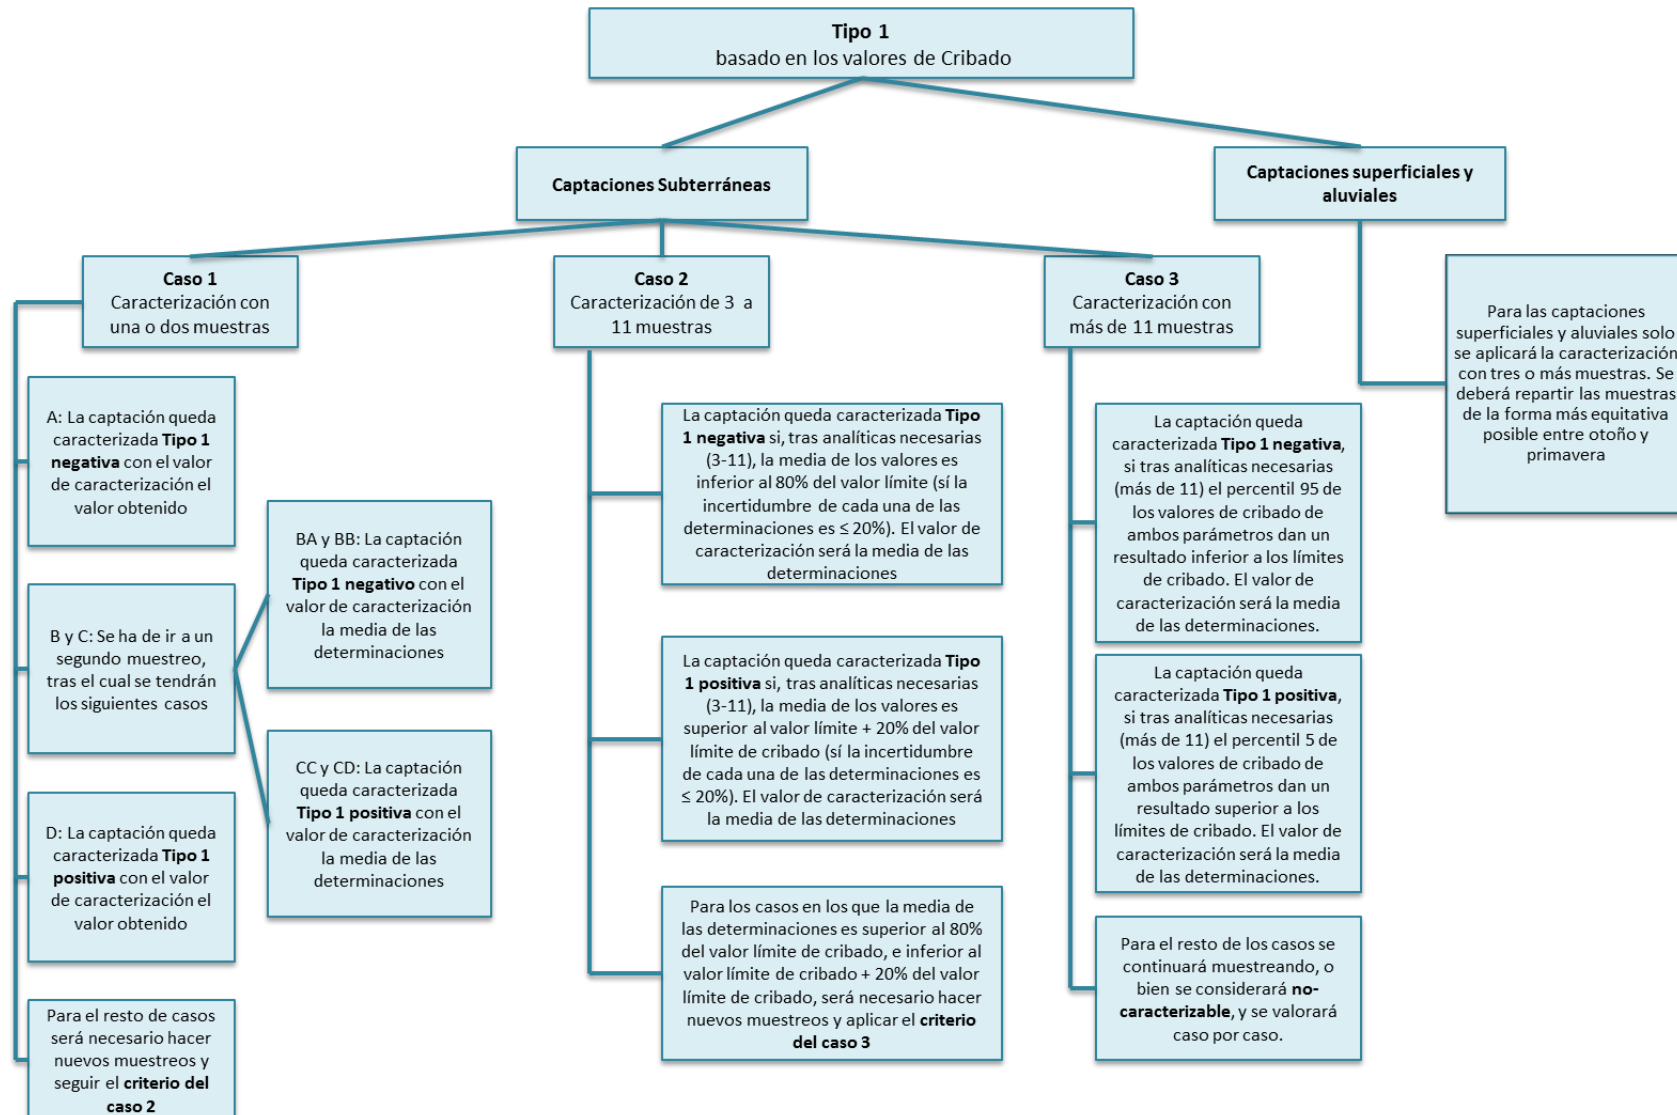 Tipo 1
basado en los valores de Cribado
Captaciones Subterráneas
Captaciones superficiales y
aluviales
Caso 1
Caracterización con
una o dos muestras
Caso 2
Caracterización de 3 a
11 muestras
Caso 3
Caracterización con
más de 11 muestras
Para las captaciones
superficiales y aluviales solo
se aplicará la caracterización
con tres o más muestras. Se
deberá repartir las muestras
de la forma más equitativa
posible entre otoño y
primavera
A: La captación queda
caracterizada Tipo 1
negativa con el valor
de caracterización el
valor obtenido
B y C: Se ha de ir a un
segundo muestreo,
tras el cual se tendrán
los siguientes casos
D: La captación queda
caracterizada Tipo 1
positiva con el valor
de caracterización el
valor obtenido
Para el resto de casos
será necesario hacer
nuevos muestreos y
seguir el criterio del
caso 2
BA y BB: La captación
queda caracterizada
Tipo 1 negativo con el
valor de caracterización
la media de las
determinaciones
CC y CD: La captación
queda caracterizada
Tipo 1 positiva con el
valor de caracterización
la media de las
determinaciones
La captación queda caracterizada Tipo
1 negativa si, tras analíticas necesarias
(3-11), la media de los valores es
inferior al 80% del valor límite (sí la
incertidumbre de cada una de las
determinaciones es ≤ 20%). El valor de
caracterización será la media de las
determinaciones
La captación queda caracterizada Tipo
1 positiva si, tras analíticas necesarias
(3-11), la media de los valores es
superior al valor límite + 20% del valor
límite de cribado (sí la incertidumbre
de cada una de las determinaciones es
≤ 20%). El valor de caracterización será
la media de las determinaciones
Para los casos en los que la media de
las determinaciones es superior al 80%
del valor límite de cribado, e inferior al
valor límite de cribado + 20% del valor
límite de cribado, será necesario hacer
nuevos muestreos y aplicar el criterio
del caso 3
La captación queda
caracterizada Tipo 1 negativa,
si tras analíticas necesarias
(más de 11) el percentil 95 de
los valores de cribado de
ambos parámetros dan un
resultado inferior a los límites
de cribado. El valor de
caracterización será la media
de las determinaciones.
La captación queda
caracterizada Tipo 1 positiva,
si tras analíticas necesarias
(más de 11) el percentil 5 de
los valores de cribado de
ambos parámetros dan un
resultado superior a los
límites de cribado. El valor de
caracterización será la media
de las determinaciones.
Para el resto de los casos se
continuará muestreando, o
bien se considerará no-
caracterizable, y se valorará
caso por caso.